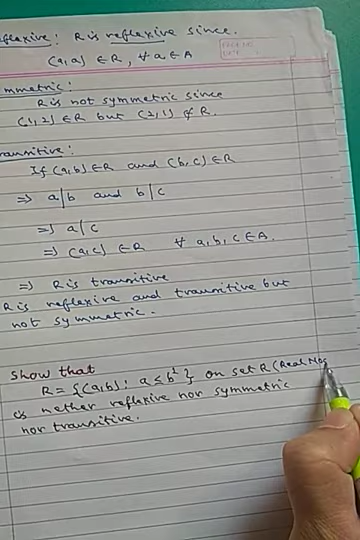 flexive: R is reflexive since.
(a,a) ∈ R, ∀ a ∈ A
mmetric:
R is not symmetric since
(1,2) ∈ R but (2,1) ∉ R.
ransitive:
If (a,b) ∈ R and (b,c) ∈ R
⇒ a|b and b|c
⇒ a|c
⇒ (a,c) ∈ R ∀ a,b,c ∈ A.
⇒ R is transitive
R is reflexive and transitive but
not symmetric.
Show that
R = {(a,b): a ≤ b²} on set R (Real Nos
is nether reflexive nor symmetric
nor transitive.